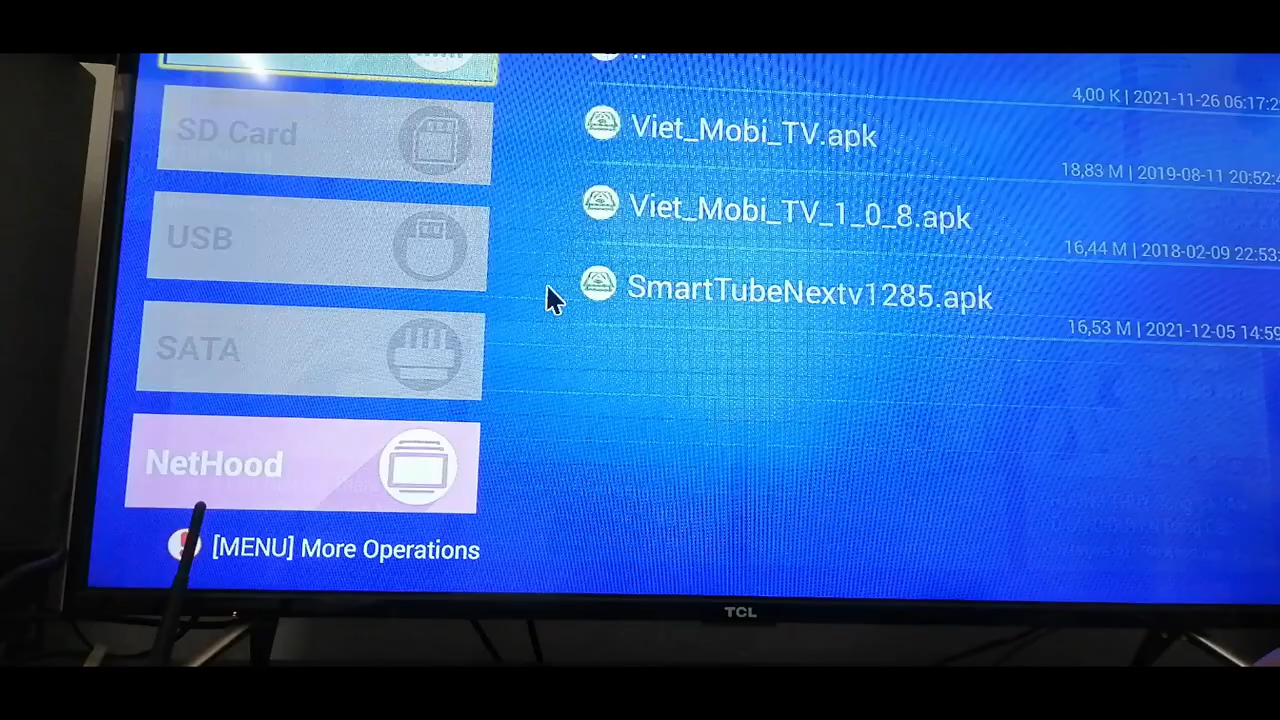 ..
4,00 K | 2021-11-26 06:17:2
SD Card
Viet_Mobi_TV.apk
18,83 M | 2019-08-11 20:52:4
USB
Viet_Mobi_TV_1_0_8.apk
16,44 M | 2018-02-09 22:53:
SmartTubeNextv1285.apk
16,53 M | 2021-12-05 14:59
SATA
NetHood
[MENU] More Operations
TCL